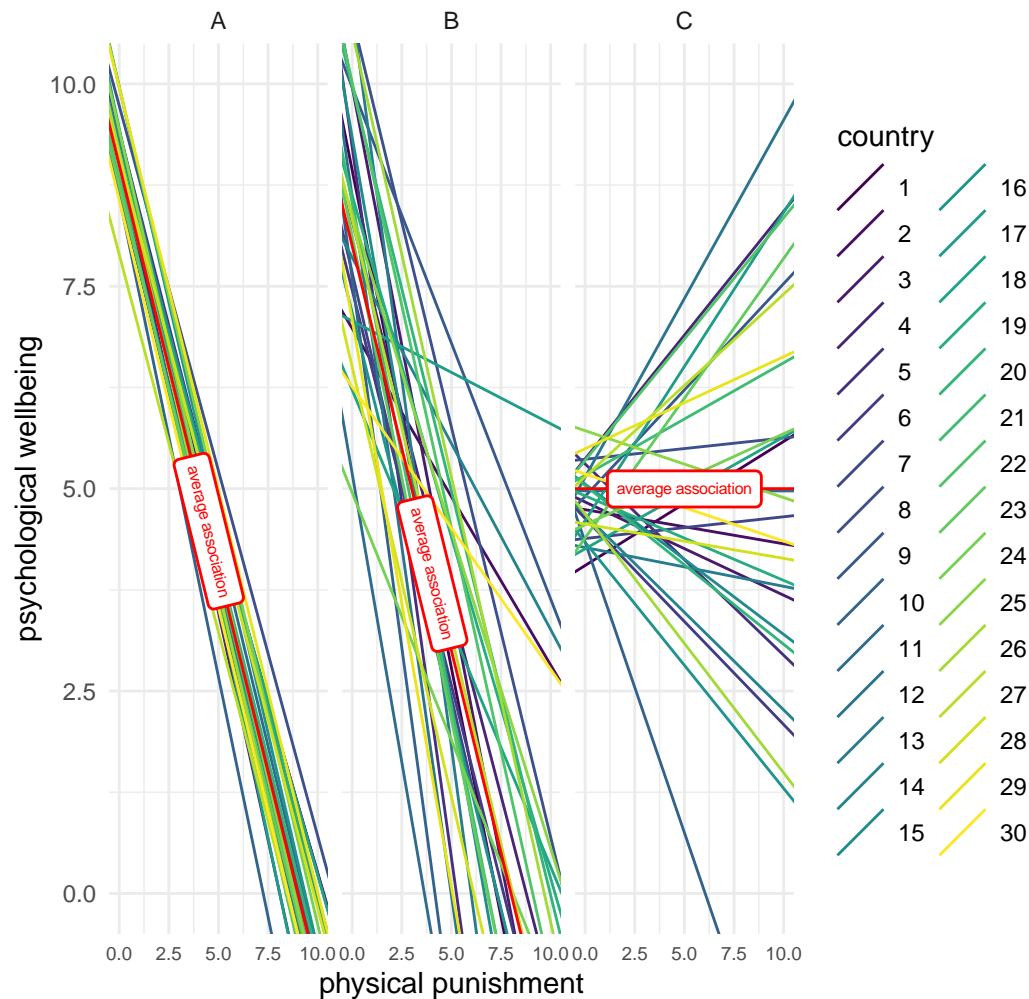 A B C
10.0
7.5
5.0
2.5
0.0
psychological wellbeing
average association
average association
average association
0.0 2.5 5.0 7.5 10.0 0.0 2.5 5.0 7.5 10.0 0.0 2.5 5.0 7.5 10.0
physical punishment
country
1 16
2 17
3 18
4 19
5 20
6 21
7 22
8 23
9 24
10 25
11 26
12 27
13 28
14 29
15 30